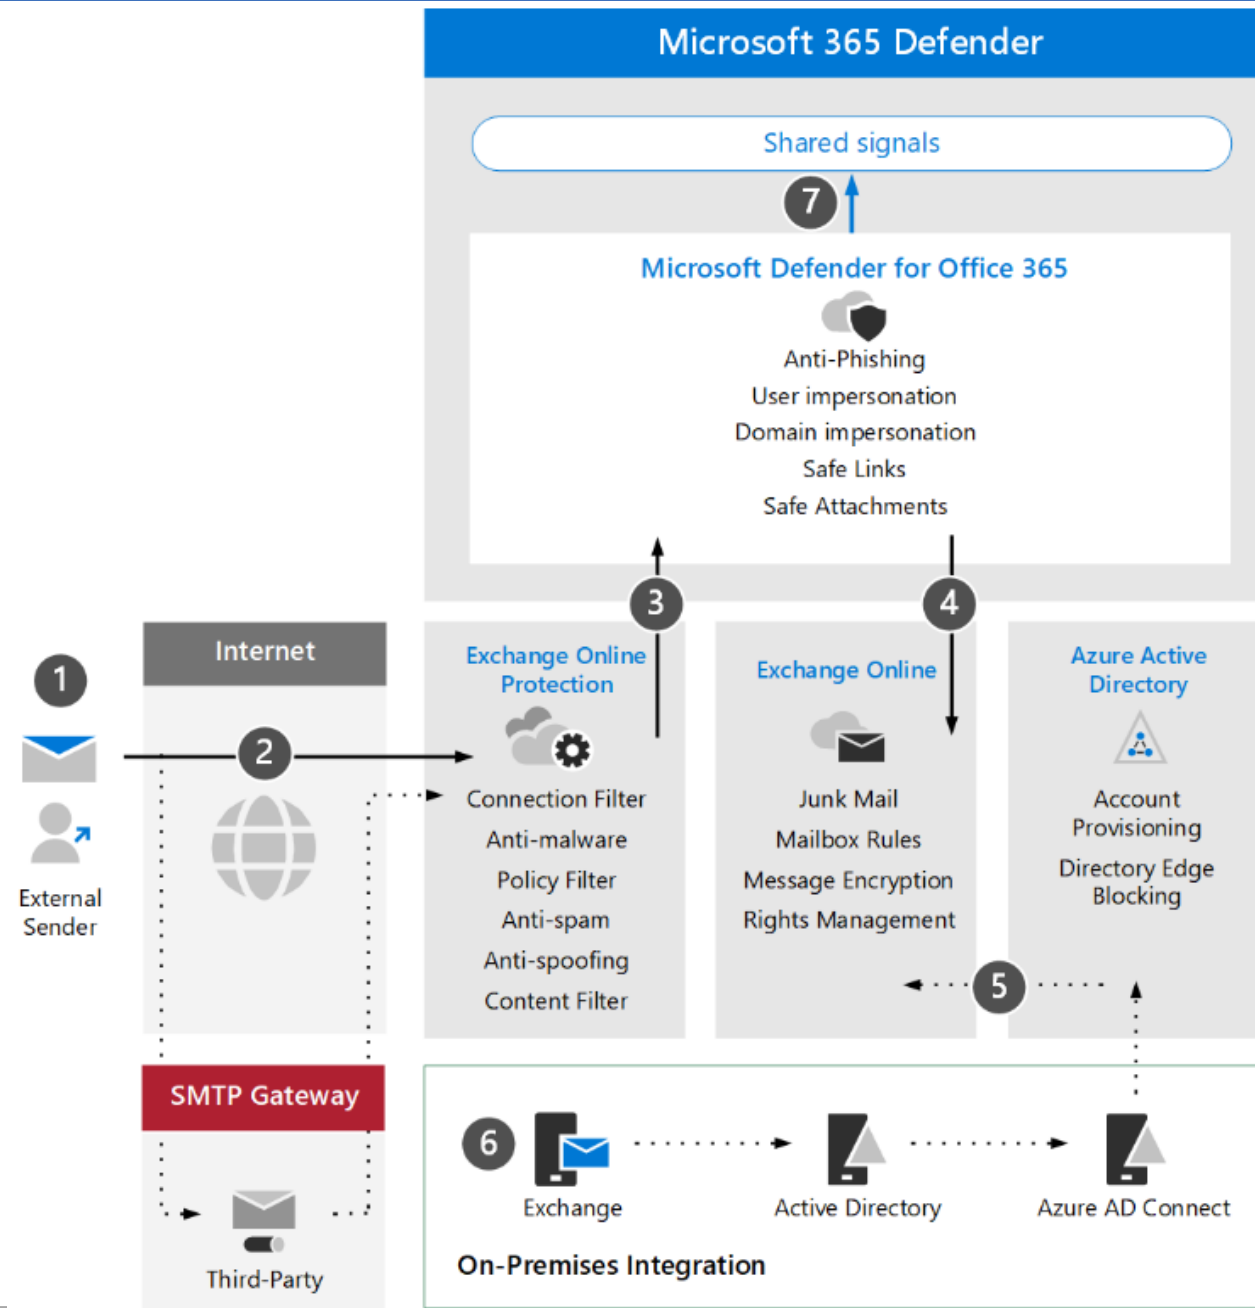 Microsoft 365 Defender
Shared signals
7
Microsoft Defender for Office 365
Anti-Phishing
User impersonation
Domain impersonation
Safe Links
Safe Attachments
3
4
1
External
Sender
Internet
2
Exchange Online
Protection
Connection Filter
Anti-malware
Policy Filter
Anti-spam
Anti-spoofing
Content Filter
Exchange Online
Junk Mail
Mailbox Rules
Message Encryption
Rights Management
Azure Active
Directory
Account
Provisioning
Directory Edge
Blocking
5
SMTP Gateway
Third-Party
6
Exchange
Active Directory
Azure AD Connect
On-Premises Integration